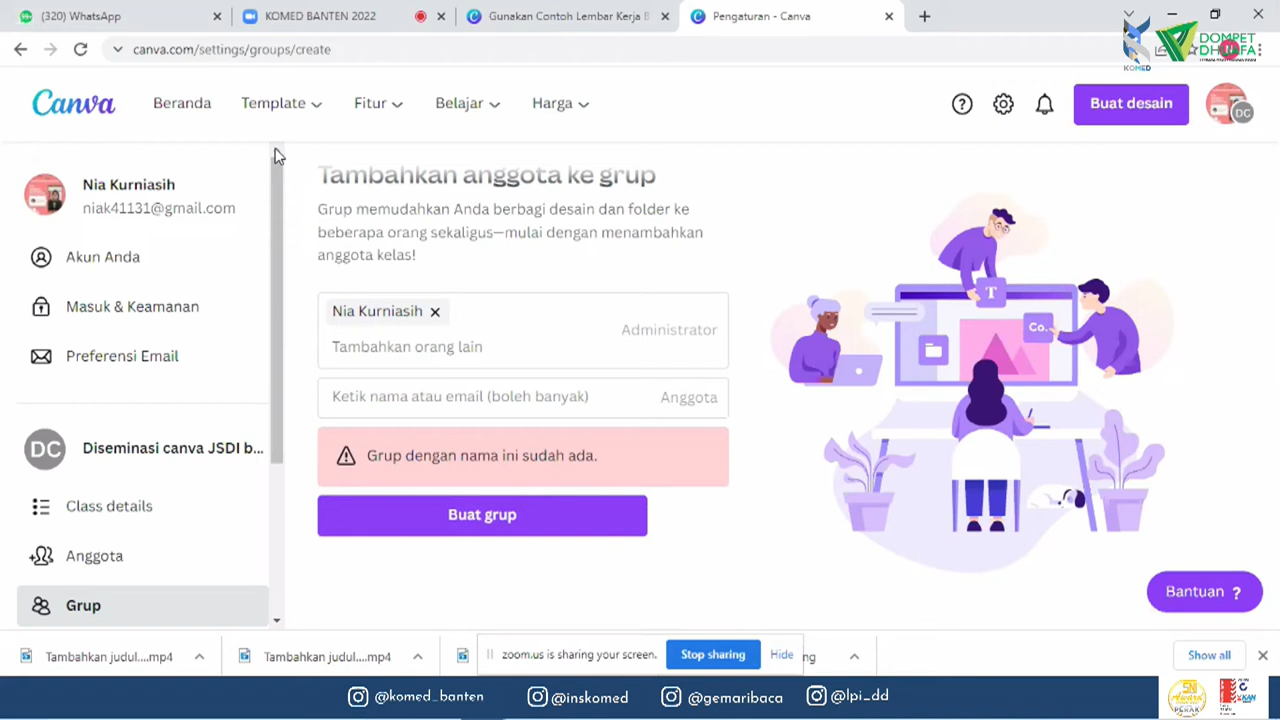 (320) WhatsApp
KOMED BANTEN 2022
Gunakan Contoh Lembar Kerja B
Pengaturan - Canva
canva.com/settings/groups/create
KOMED
DOMPET
DHUAFA
Canva
Beranda
Template
Fitur
Belajar
Harga
Buat desain
DC
Nia Kurniasih
niak41131@gmail.com
Akun Anda
Masuk & Keamanan
Preferensi Email
DC
Diseminasi canva JSDI b...
Class details
Anggota
Grup
Tambahkan anggota ke grup
Grup memudahkan Anda berbagi desain dan folder ke
beberapa orang sekaligus—mulai dengan menambahkan
anggota kelas!
Nia Kurniasih
Administrator
Tambahkan orang lain
Ketik nama atau email (boleh banyak)
Anggota
Grup dengan nama ini sudah ada.
Buat grup
T
Co.
Bantuan ?
Tambahkan judul....mp4
Tambahkan judul....mp4
zoom.us is sharing your screen.
Stop sharing
Hide
ng
Show all
@komed_banten
@inskomed
@gemaribaca
@lpi_dd
SNI
Award
PERAK
KAN